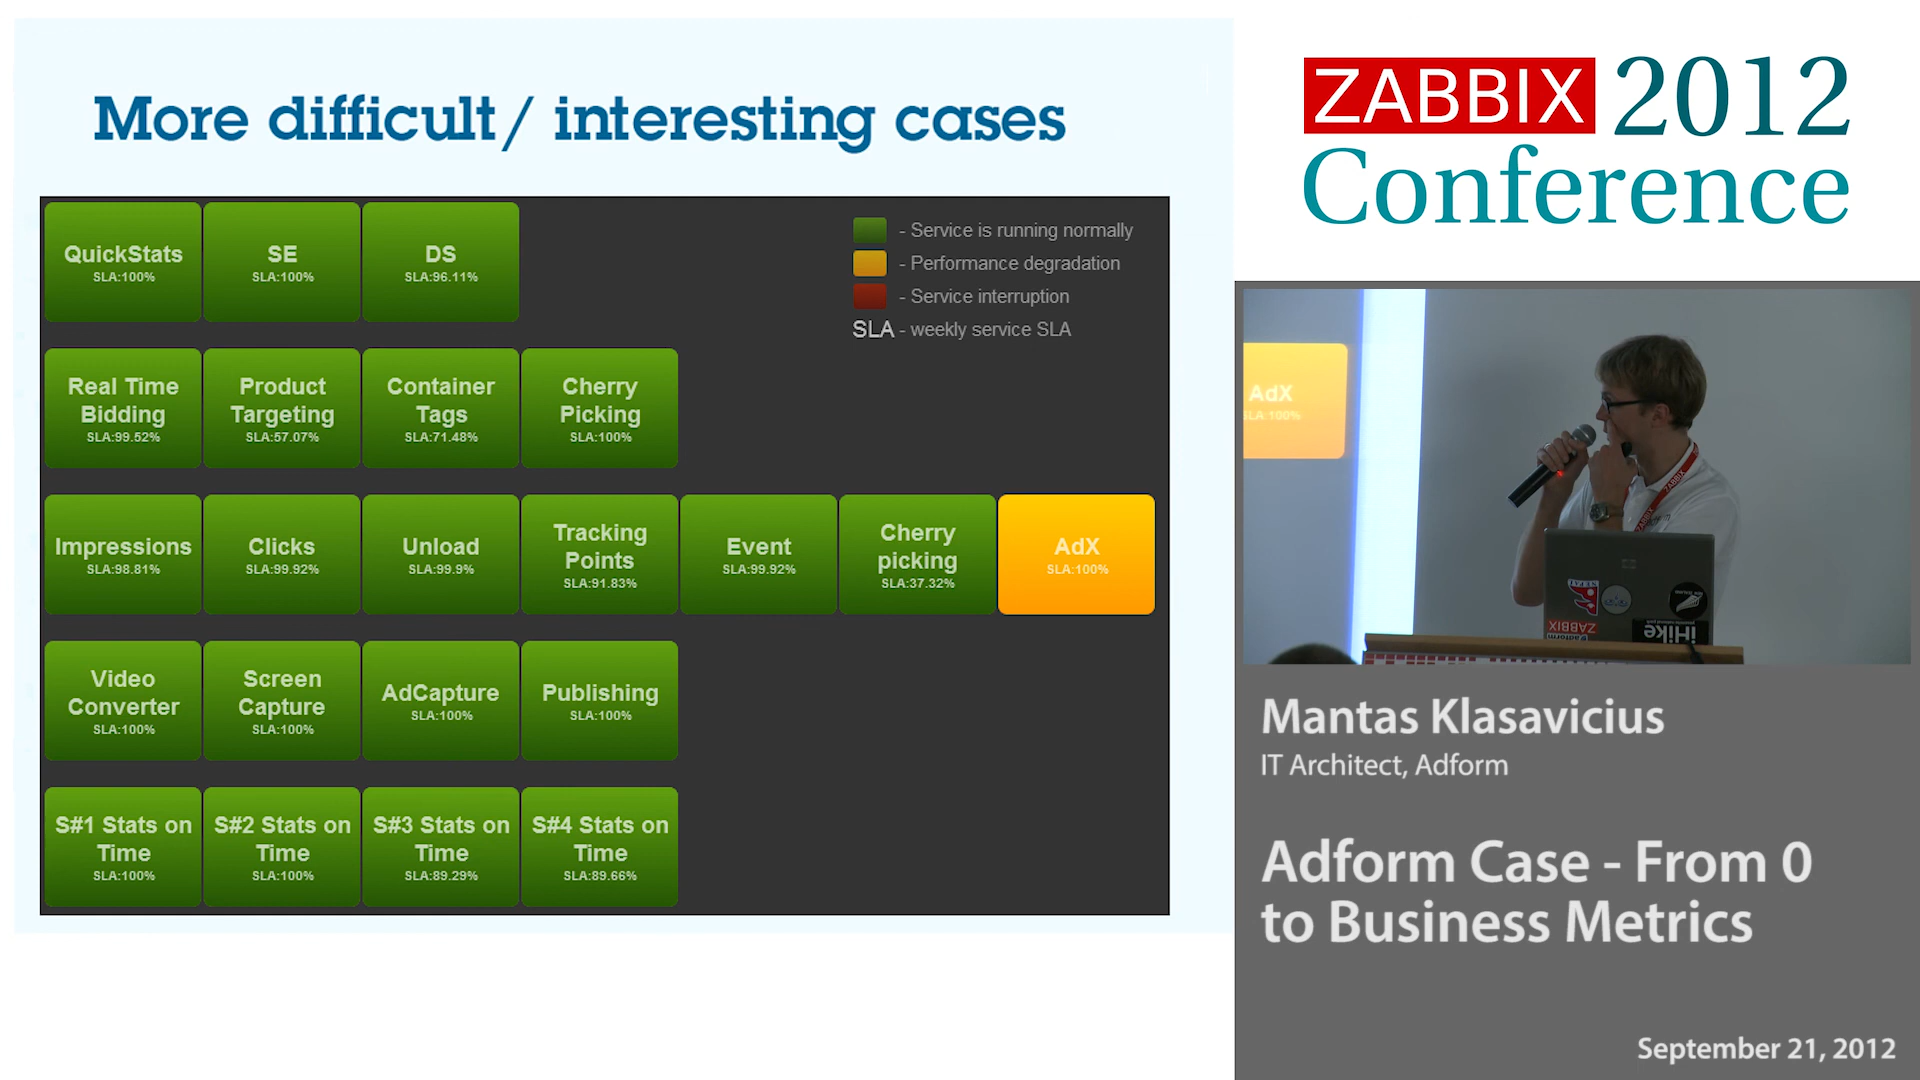 More difficult/ interesting cases
QuickStats
SLA:100%
SE
SLA:100%
DS
SLA:96.11%
- Service is running normally
- Performance degradation
- Service interruption
SLA - weekly service SLA
Real Time
Bidding
SLA:99.52%
Product
Targeting
SLA:57.07%
Container
Tags
SLA:71.48%
Cherry
Picking
SLA:100%
Impressions
SLA:98.81%
Clicks
SLA:99.92%
Unload
SLA:99.9%
Tracking
Points
SLA:91.83%
Event
SLA:99.92%
Cherry
picking
SLA:37.32%
AdX
SLA:100%
Video
Converter
SLA:100%
Screen
Capture
SLA:100%
AdCapture
SLA:100%
Publishing
SLA:100%
S#1 Stats on
Time
SLA:100%
S#2 Stats on
Time
SLA:100%
S#3 Stats on
Time
SLA:89.29%
S#4 Stats on
Time
SLA:89.66%
ZABBIX 2012
Conference
AdX
SLA:100%
ZABBIX
ZABBIX
ZABBIX
iHike
Mantas Klasavicius
IT Architect, Adform
Adform Case - From 0
to Business Metrics
September 21, 2012